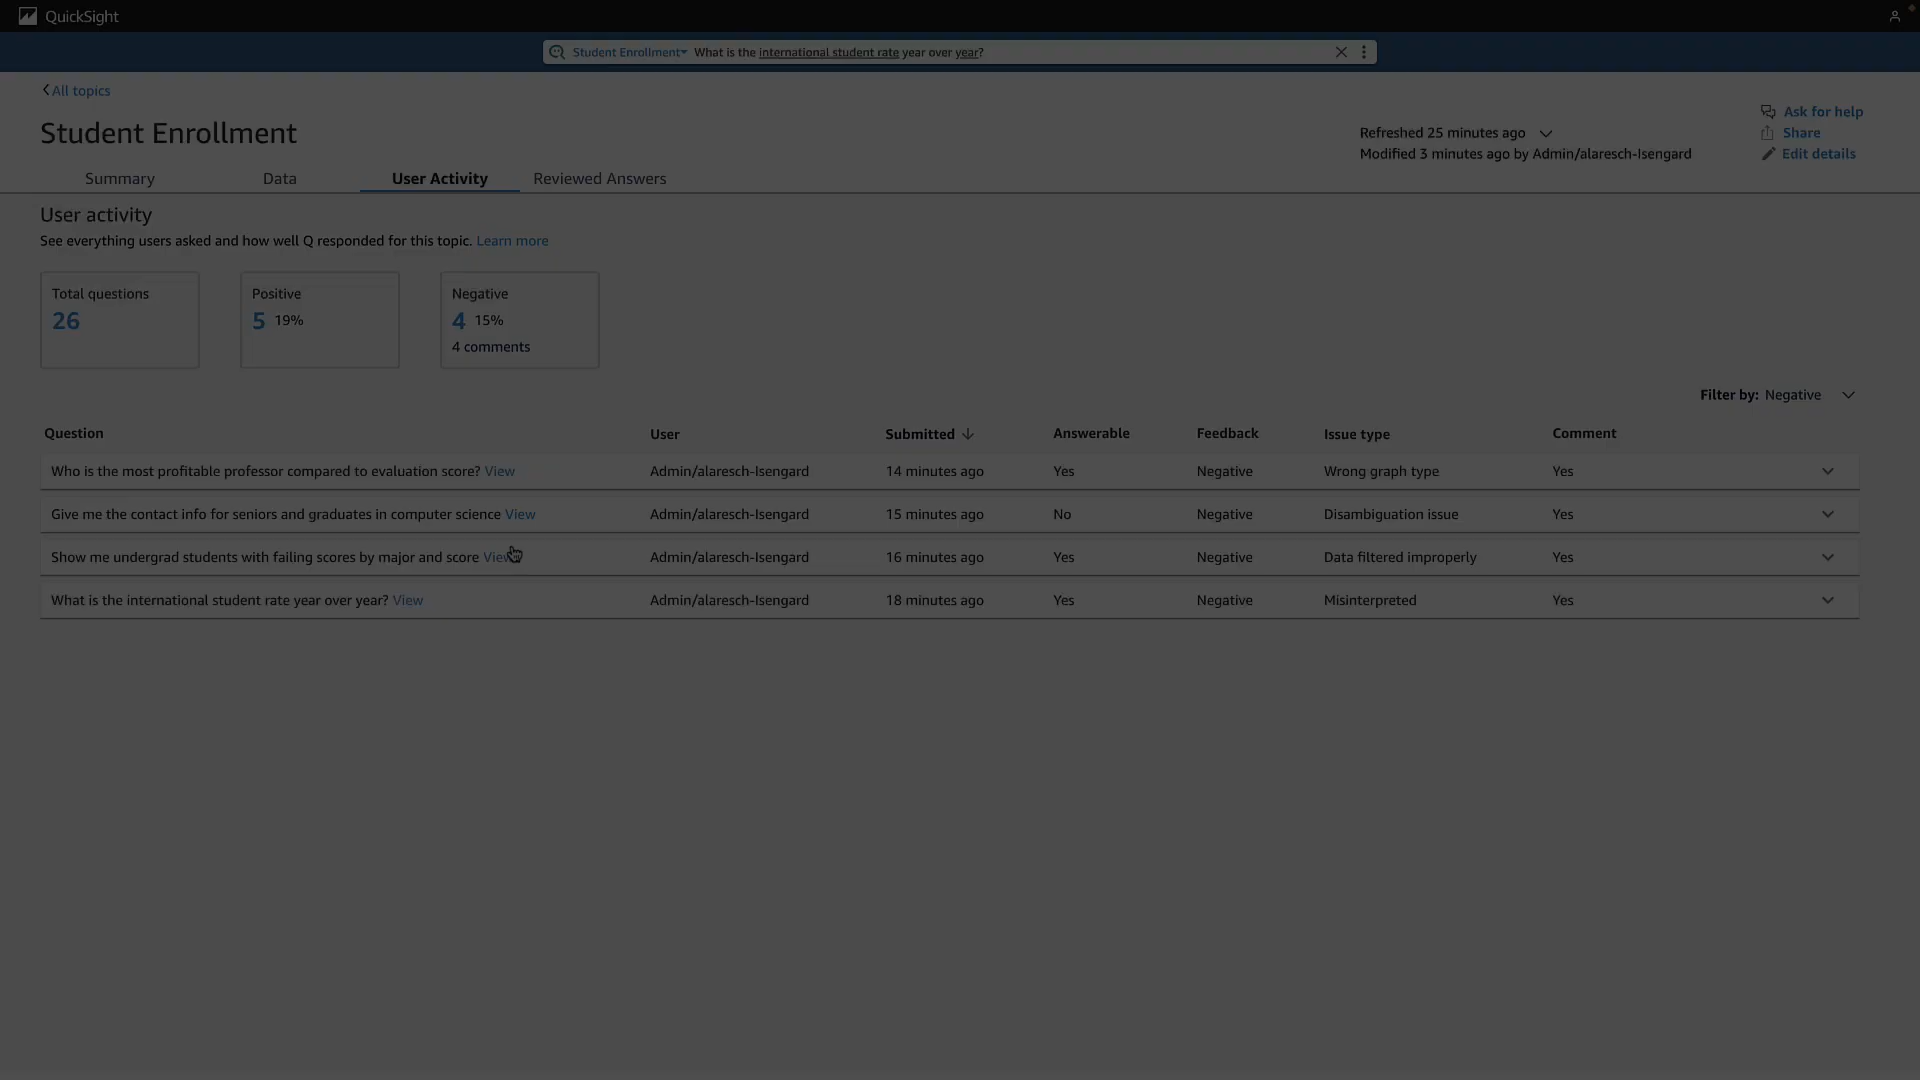 QuickSight
Student Enrollment What is the international student rate year over year?
All topics
Student Enrollment
Refreshed 25 minutes ago
Modified 3 minutes ago by Admin/alaresch-Isengard
Ask for help
Share
Edit details
Summary Data User Activity Reviewed Answers
User activity
See everything users asked and how well Q responded for this topic. Learn more
Total questions
26
Positive
5 19%
Negative
4 15%
4 comments
Filter by: Negative
Question User Submitted Answerable Feedback Issue type Comment
Who is the most profitable professor compared to evaluation score? View Admin/alaresch-Isengard 14 minutes ago Yes Negative Wrong graph type Yes
Give me the contact info for seniors and graduates in computer science View Admin/alaresch-Isengard 15 minutes ago No Negative Disambiguation issue Yes
Show me undergrad students with failing scores by major and score View Admin/alaresch-Isengard 16 minutes ago Yes Negative Data filtered improperly Yes
What is the international student rate year over year? View Admin/alaresch-Isengard 18 minutes ago Yes Negative Misinterpreted Yes